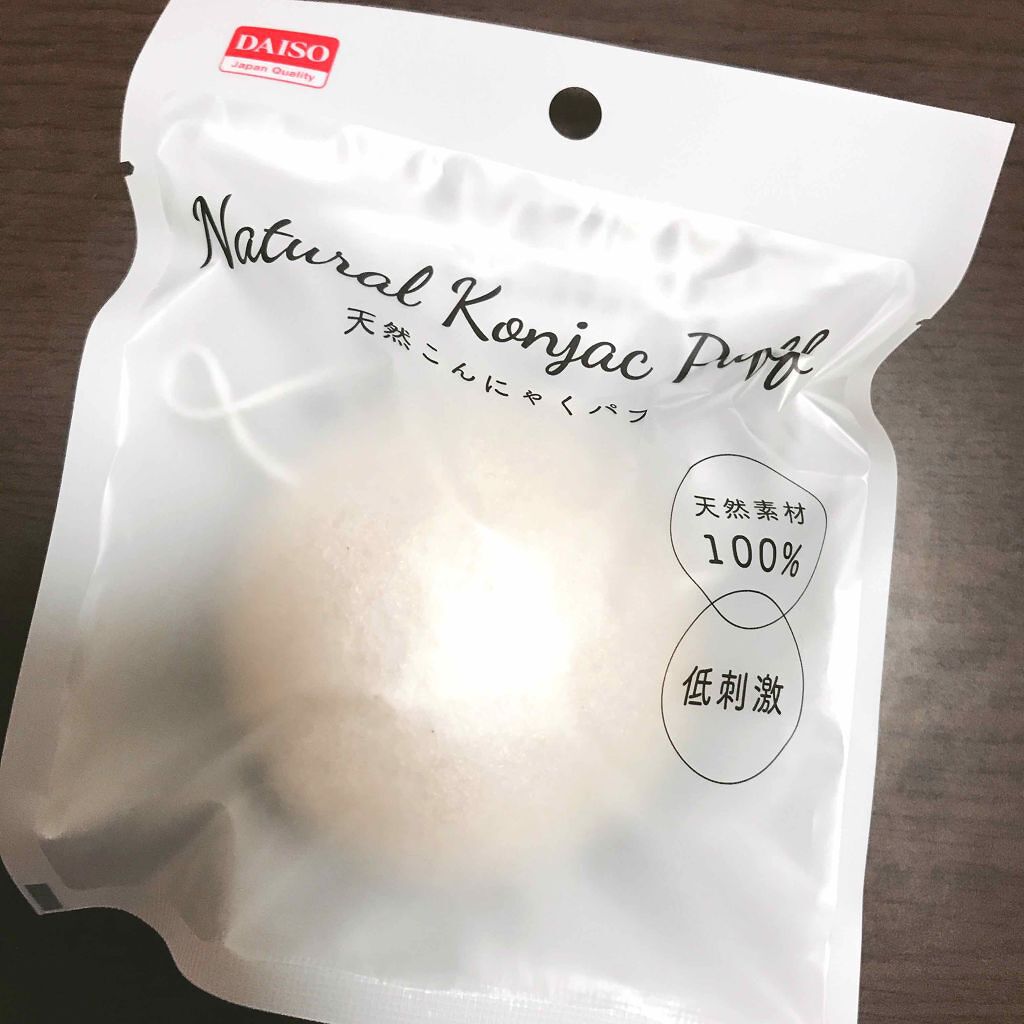 DAISO
Japan Quality
Natural Konjac Puff
天然こんにゃくパフ
天然素材
100%
低刺激